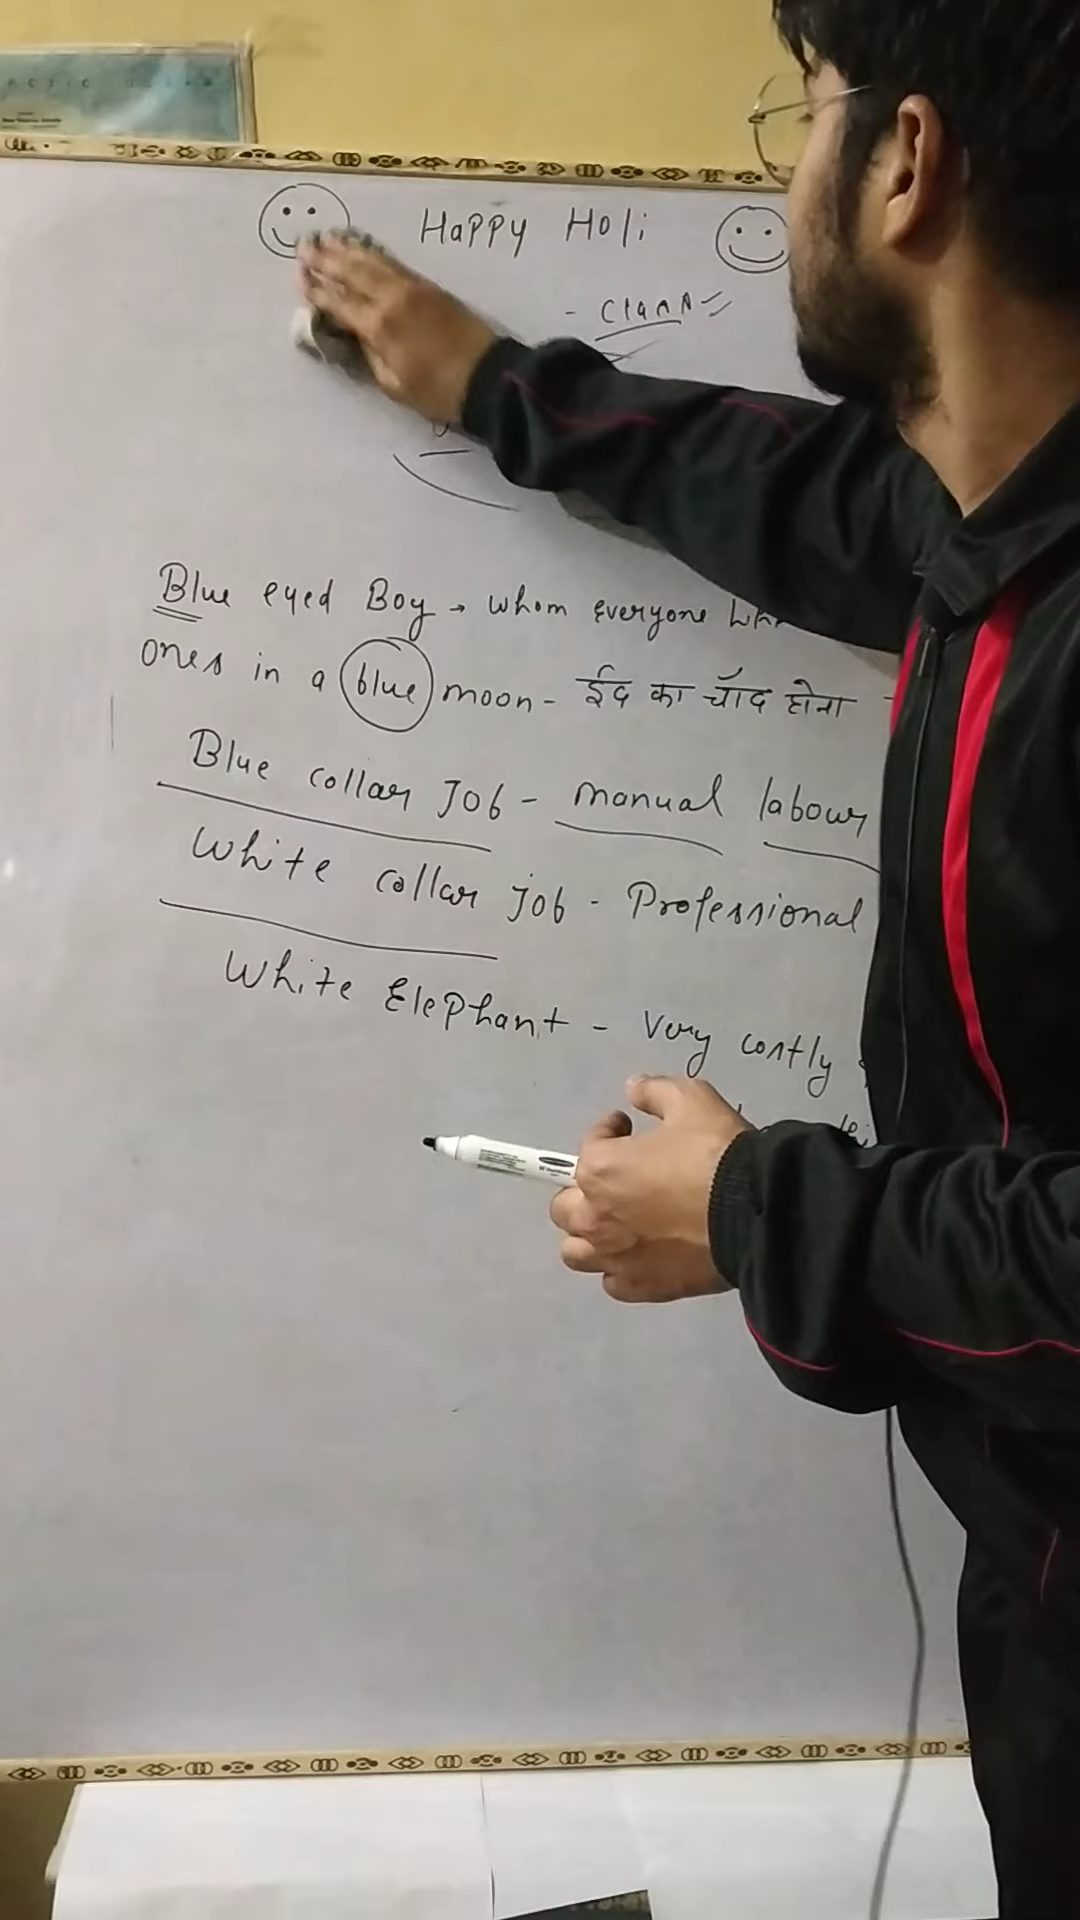 Happy Holi
- Class
Blue eyed Boy → whom everyone
ones in a blue moon - ईद का चाँद होना -
Blue collar Job - manual labour
White collar job - Professional
White Elephant - Very costly